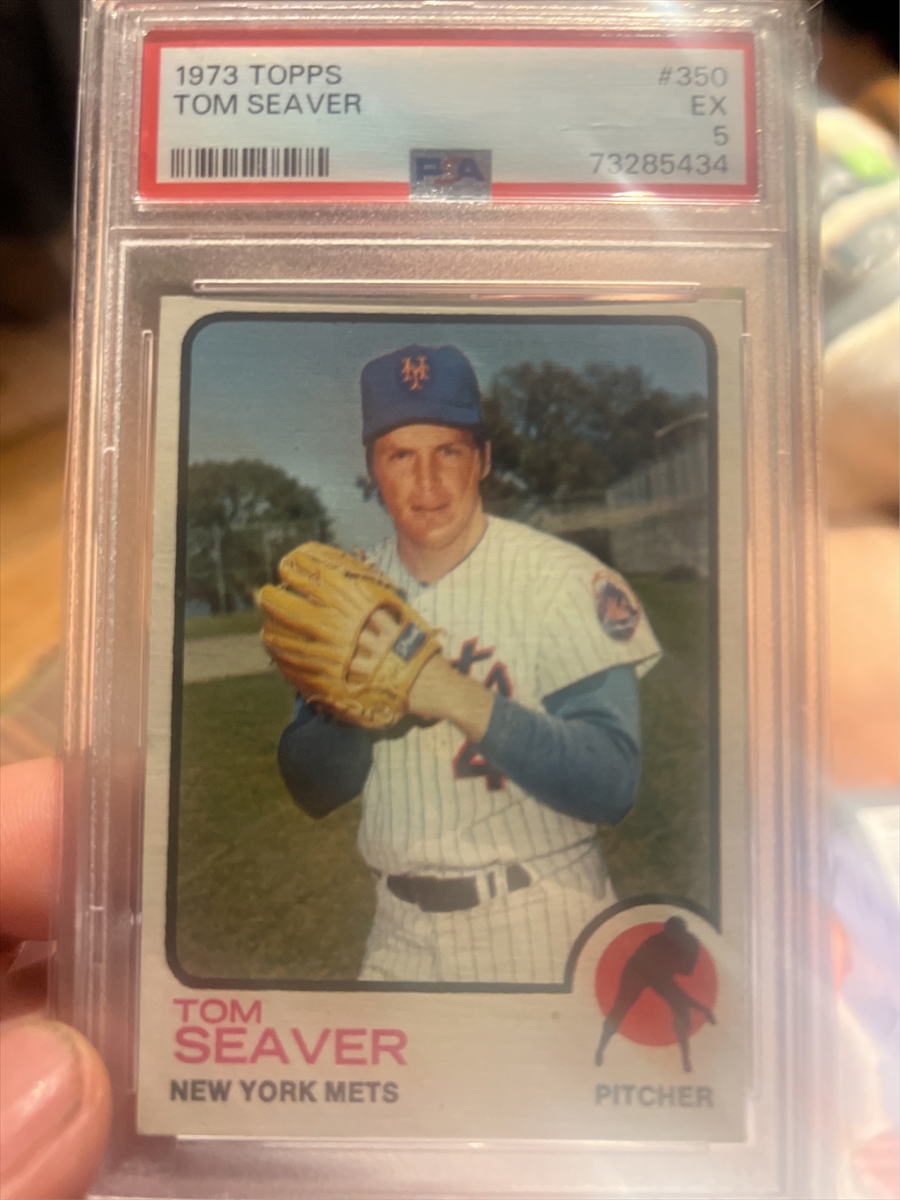 1973 TOPPS
#350
TOM SEAVER
EX
5
PSA
73285434
TOM
SEAVER
NEW YORK METS
PITCHER